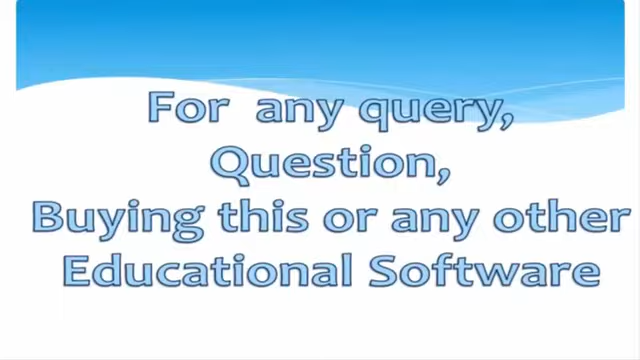 For any query,
Question,
Buying this or any other
Educational Software